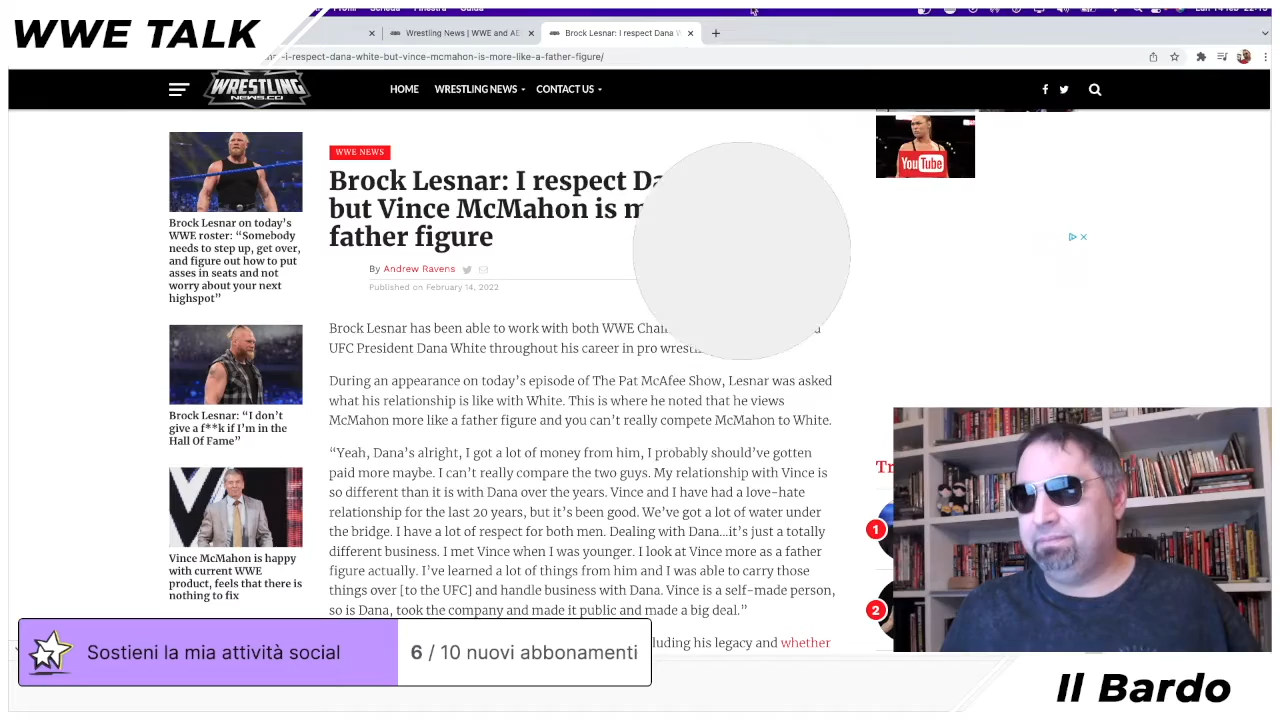 WWE TALK
Profili Scheda Finestra Guida
Wrestling News | WWE and AE
Brock Lesnar: I respect Dana W
-i-respect-dana-white-but-vince-mcmahon-is-more-like-a-father-figure/
WRESTLING
NEWS.CO
HOME WRESTLING NEWS CONTACT US
WWE NEWS
Brock Lesnar: I respect Da
but Vince McMahon is m
father figure
By Andrew Ravens
Published on February 14, 2022
Brock Lesnar on today’s
WWE roster: “Somebody
needs to step up, get over,
and figure out how to put
asses in seats and not
worry about your next
highspot”
Brock Lesnar: “I don’t
give a f**k if I’m in the
Hall Of Fame”
Vince McMahon is happy
with current WWE
product, feels that there is
nothing to fix
Brock Lesnar has been able to work with both WWE Chai
UFC President Dana White throughout his career in pro wrestl
During an appearance on today’s episode of The Pat McAfee Show, Lesnar was asked
what his relationship is like with White. This is where he noted that he views
McMahon more like a father figure and you can’t really compete McMahon to White.
“Yeah, Dana’s alright, I got a lot of money from him, I probably should’ve gotten
paid more maybe. I can’t really compare the two guys. My relationship with Vince is
so different than it is with Dana over the years. Vince and I have had a love-hate
relationship for the last 20 years, but it’s been good. We’ve got a lot of water under
the bridge. I have a lot of respect for both men. Dealing with Dana…it’s just a totally
different business. I met Vince when I was younger. I look at Vince more as a father
figure actually. I’ve learned a lot of things from him and I was able to carry those
things over [to the UFC] and handle business with Dana. Vince is a self-made person,
so is Dana, took the company and made it public and made a big deal.”
luding his legacy and whether
YouTube
Tr
1
2
Sostieni la mia attività social
6 / 10 nuovi abbonamenti
Il Bardo